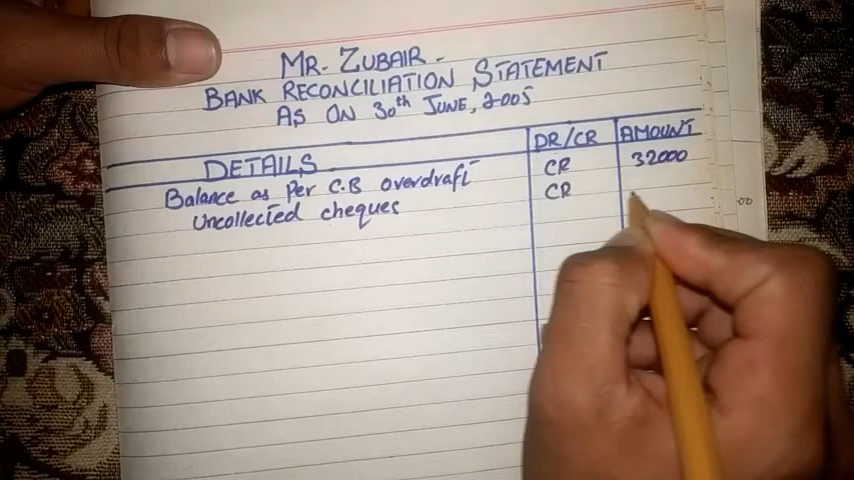 MR. ZUBAIR.
BANK RECONCILIATION STATEMENT
AS ON 30th JUNE, 2005
DETAILS DR/CR AMOUNT
Balance as Per C.B overdraft CR 32000
Uncollected cheques CR
00